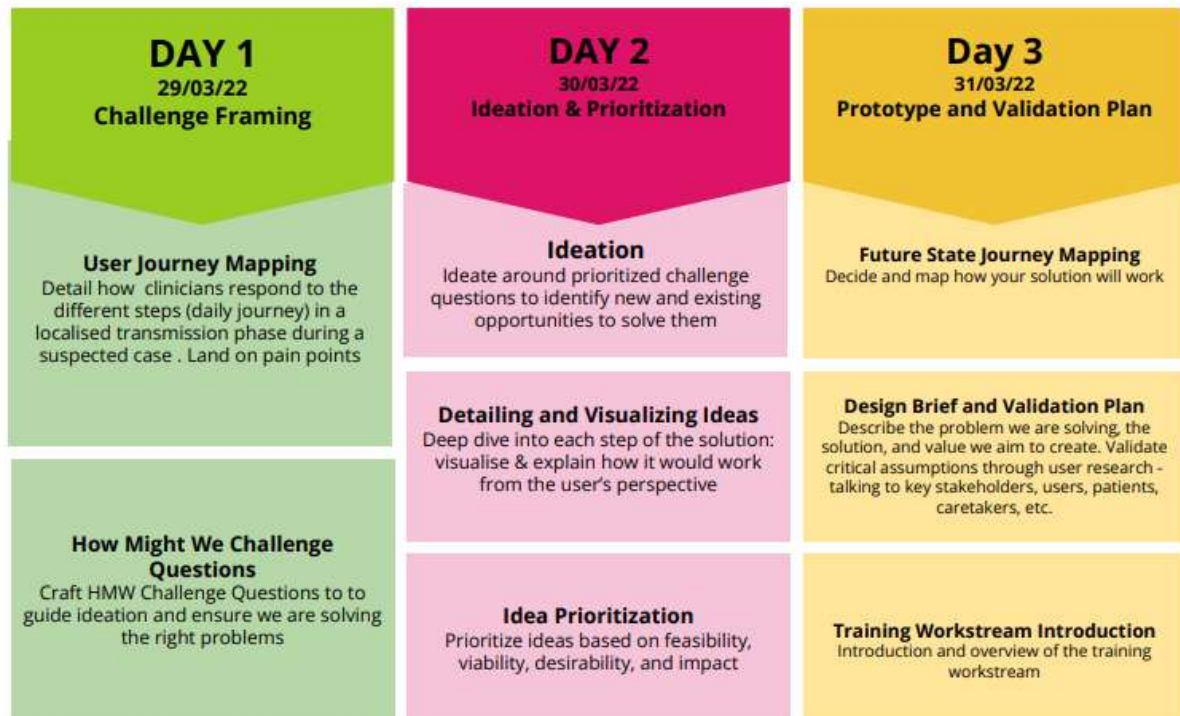 DAY 1
29/03/22
Challenge Framing
User Journey Mapping
Detail how  clinicians respond to the
different steps (daily journey) in a
localised transmission phase during a
suspected case . Land on pain points
How Might We Challenge
Questions
Craft HMW Challenge Questions to to
guide ideation and ensure we are solving
the right problems
DAY 2
30/03/22
Ideation & Prioritization
Ideation
Ideate around prioritized challenge
questions to identify new and existing
opportunities to solve them
Detailing and Visualizing Ideas
Deep dive into each step of the solution:
visualise & explain how it would work
from the user's perspective
Idea Prioritization
Prioritize ideas based on feasibility,
viability, desirability, and impact
Day 3
31/03/22
Prototype and Validation Plan
Future State Journey Mapping
Decide and map how your solution will work
Design Brief and Validation Plan
Describe the problem we are solving, the
solution, and value we aim to create. Validate
critical assumptions through user research -
talking to key stakeholders, users, patients,
caretakers, etc.
Training Workstream Introduction
Introduction and overview of the training
workstream